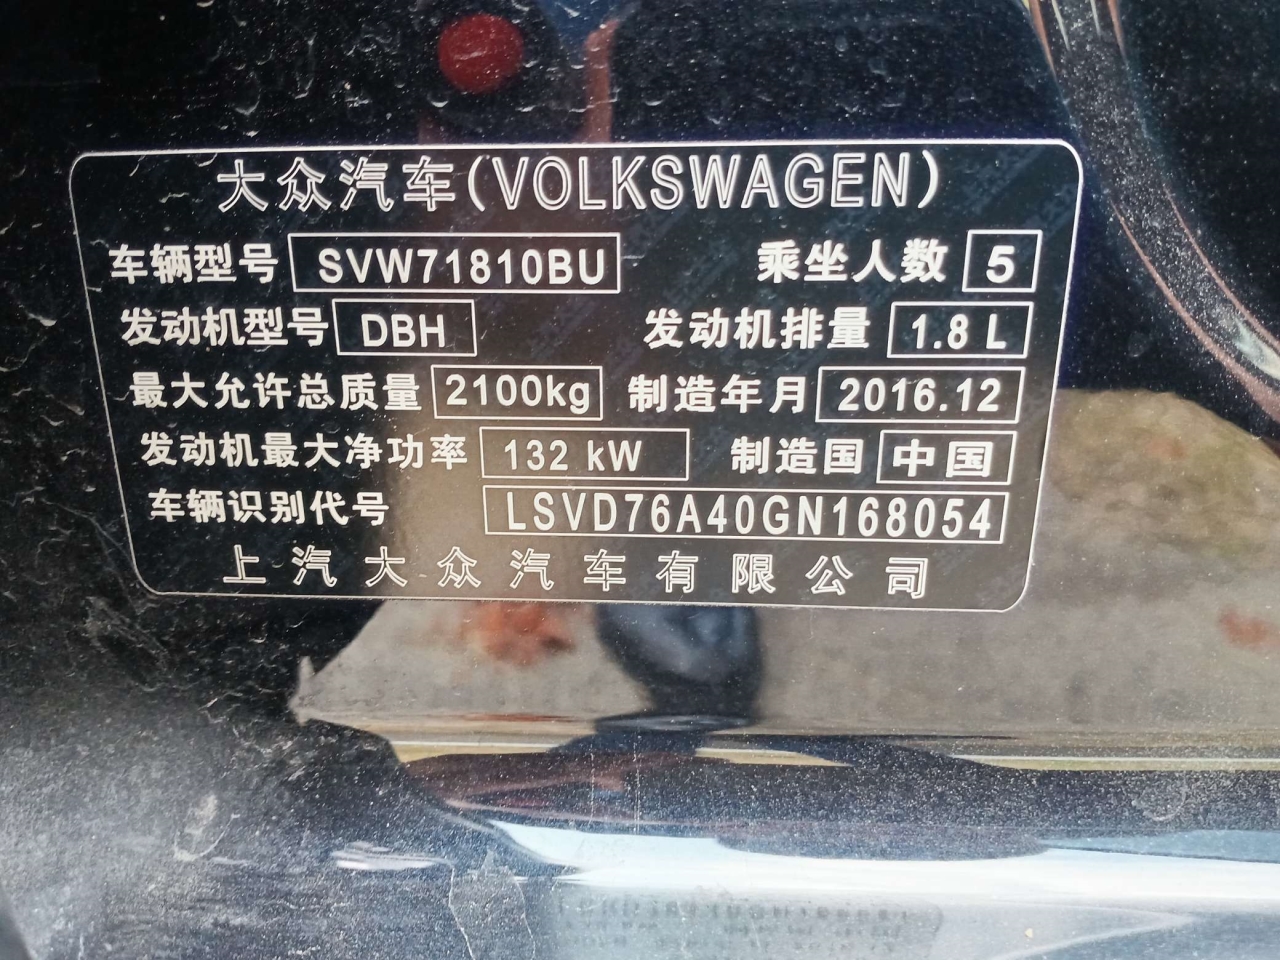 大众汽车(VOLKSWAGEN)
车辆型号 SVW71810BU 乘坐人数 5
发动机型号 DBH 发动机排量 1.8 L
最大允许总质量 2100kg 制造年月 2016.12
发动机最大净功率 132 kW 制造国 中国
车辆识别代号 LSVD76A40GN168054
上汽大众汽车有限公司